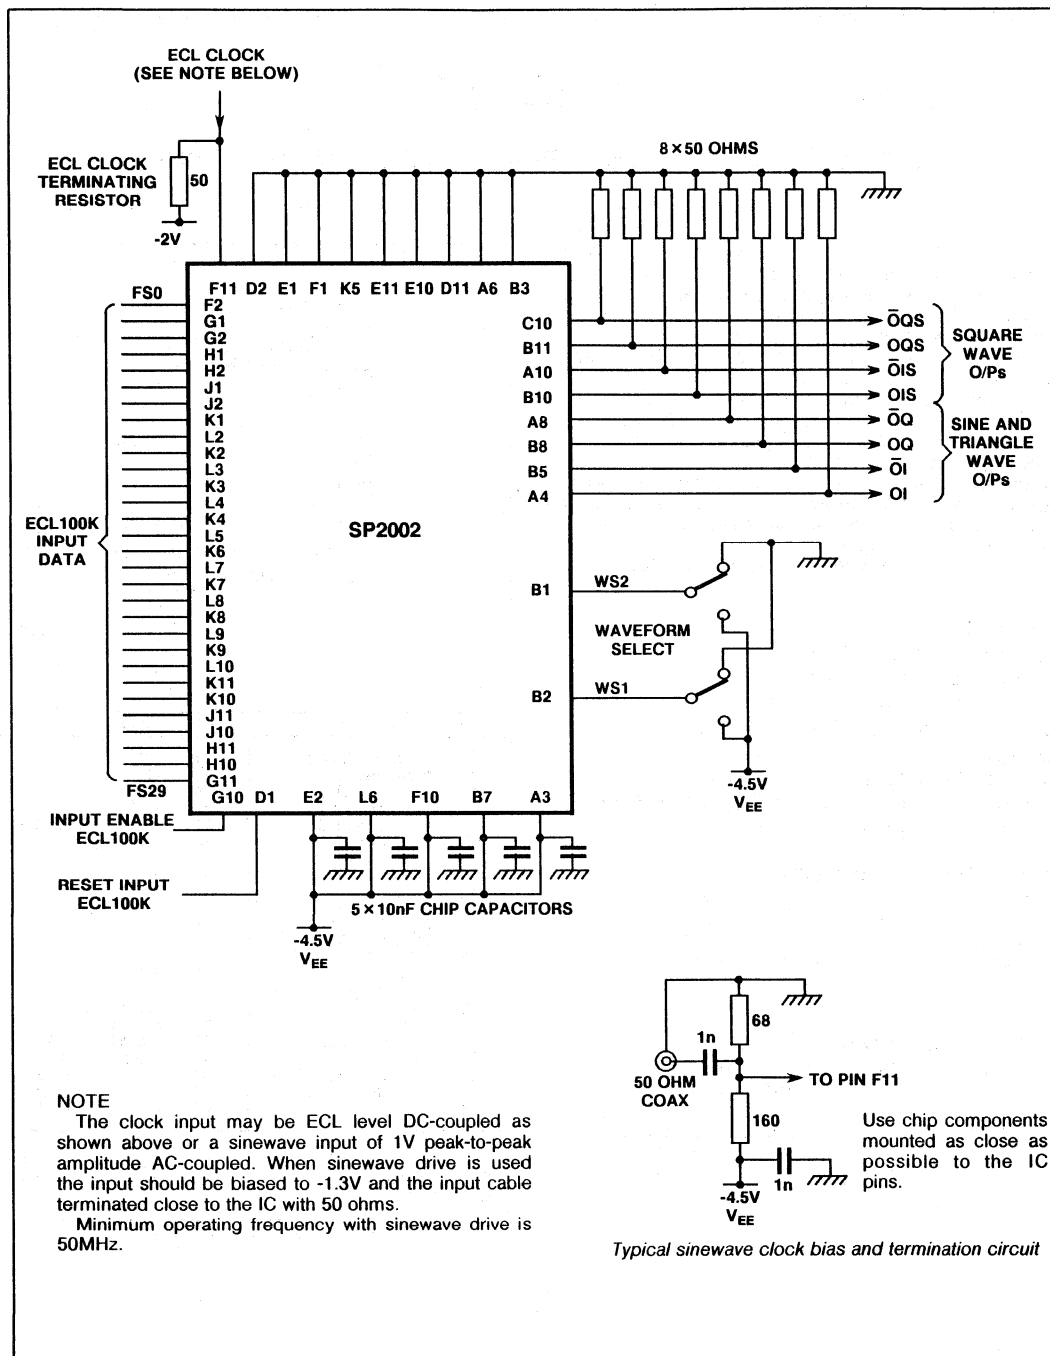 ECL CLOCK
(SEE NOTE BELOW)
ECL CLOCK
TERMINATING
RESISTOR
50
-2V
8 × 50 OHMS
F11 D2 E1 F1 K5 E11 E10 D11 A6 B3
FS0
F2
G1
G2
H1
H2
J1
J2
K1
L2
K2
L3
K3
L4
K4
L5
K6
L7
K7
L8
K8
L9
K9
L10
K11
K10
J11
J10
H11
H10
G11
FS29
ECL100K
INPUT
DATA
SP2002
C10
B11
A10
B10
A8
B8
B5
A4
O̅QS
OQS
O̅IS
OIS
O̅Q
OQ
O̅I
OI
SQUARE
WAVE
O/Ps
SINE AND
TRIANGLE
WAVE
O/Ps
B1
WS2
WAVEFORM
SELECT
B2
WS1
-4.5V
VEE
G10 D1 E2 L6 F10 B7 A3
INPUT ENABLE
ECL100K
RESET INPUT
ECL100K
5 × 10nF CHIP CAPACITORS
-4.5V
VEE
68
1n
50 OHM
COAX
TO PIN F11
160
1n
-4.5V
VEE
Use chip components
mounted as close as
possible to the IC
pins.
NOTE
The clock input may be ECL level DC-coupled as
shown above or a sinewave input of 1V peak-to-peak
amplitude AC-coupled. When sinewave drive is used
the input should be biased to -1.3V and the input cable
terminated close to the IC with 50 ohms.
Minimum operating frequency with sinewave drive is
50MHz.
Typical sinewave clock bias and termination circuit